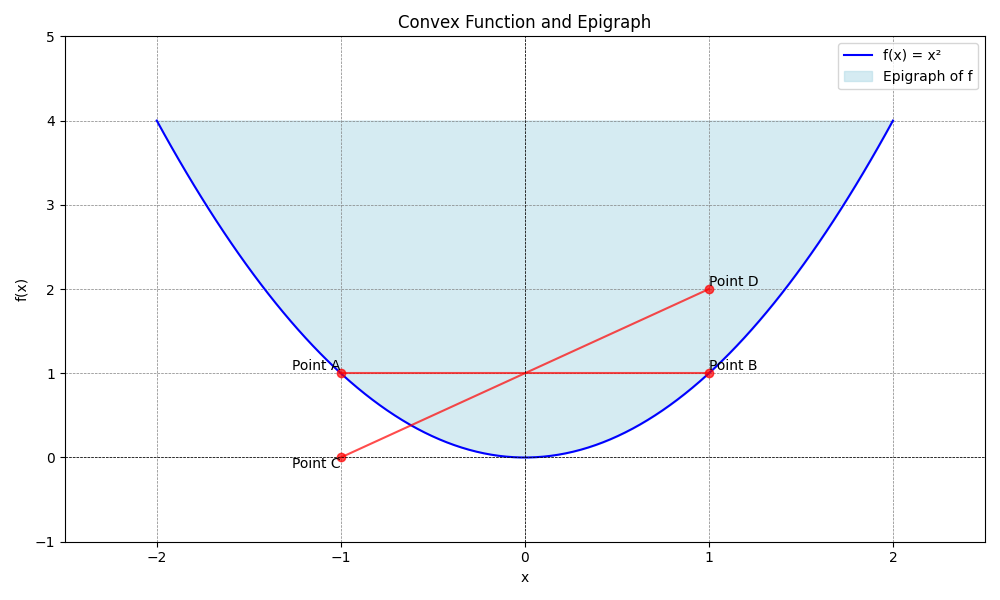 Convex Function and Epigraph
f(x) = x²
Epigraph of f
5
4
3
2
1
0
−1
f(x)
Point D
Point A
Point B
Point C
−2
−1
0
1
2
x